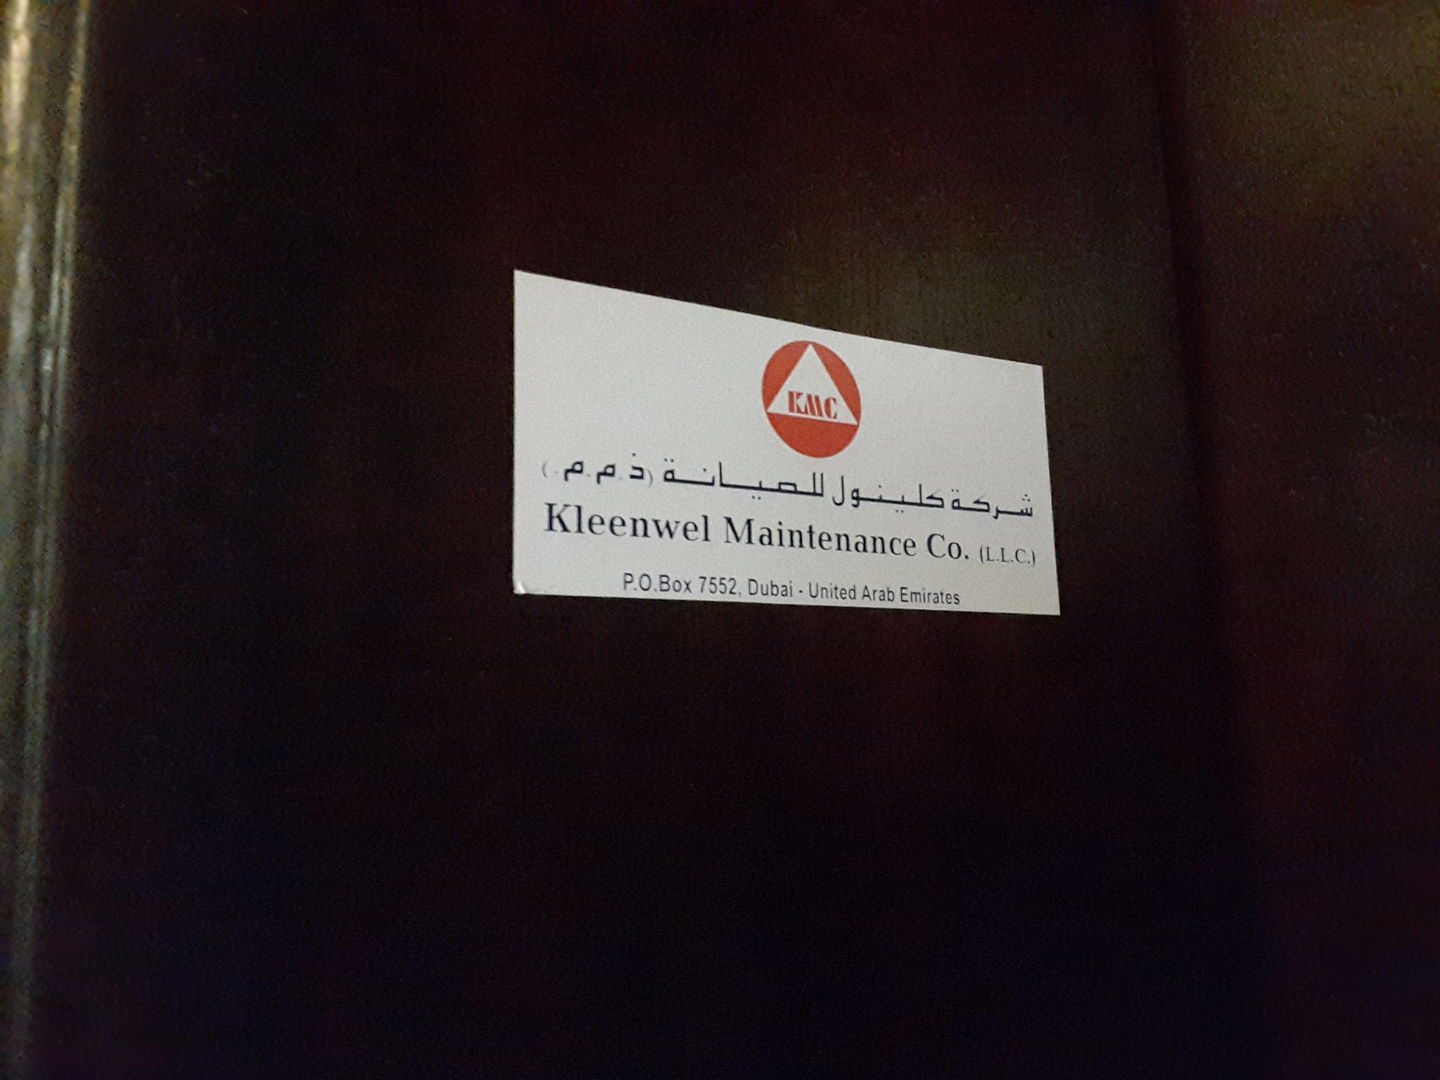 KMC
شركة كلينول للصيانة (ذ.م.م.)
Kleenwel Maintenance Co. (L.L.C.)
P.O.Box 7552, Dubai - United Arab Emirates